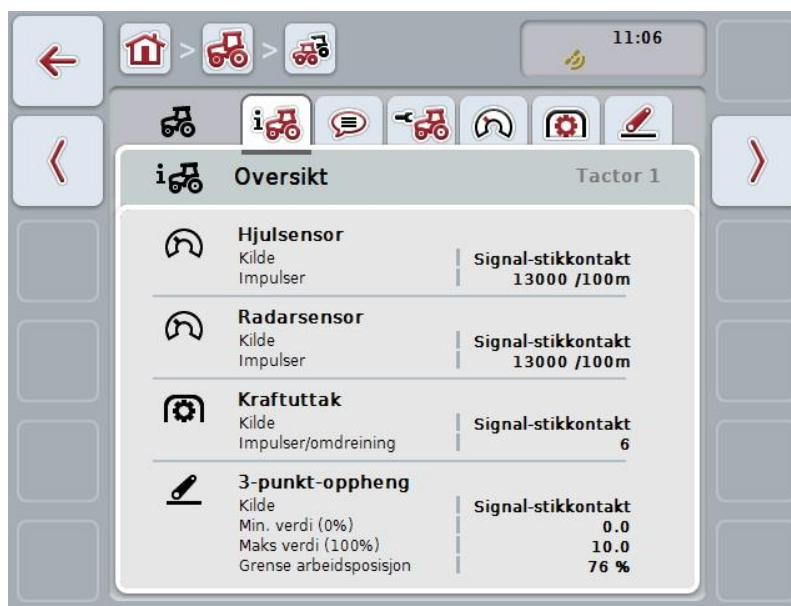 11:06
Oversikt Tactor 1
Hjulsensor
Kilde Signal-stikkontakt
Impulser 13000 /100m
Radarsensor
Kilde Signal-stikkontakt
Impulser 13000 /100m
Kraftuttak
Kilde Signal-stikkontakt
Impulser/omdreining 6
3-punkt-oppheng
Kilde Signal-stikkontakt
Min. verdi (0%) 0.0
Maks verdi (100%) 10.0
Grense arbeidsposisjon 76 %